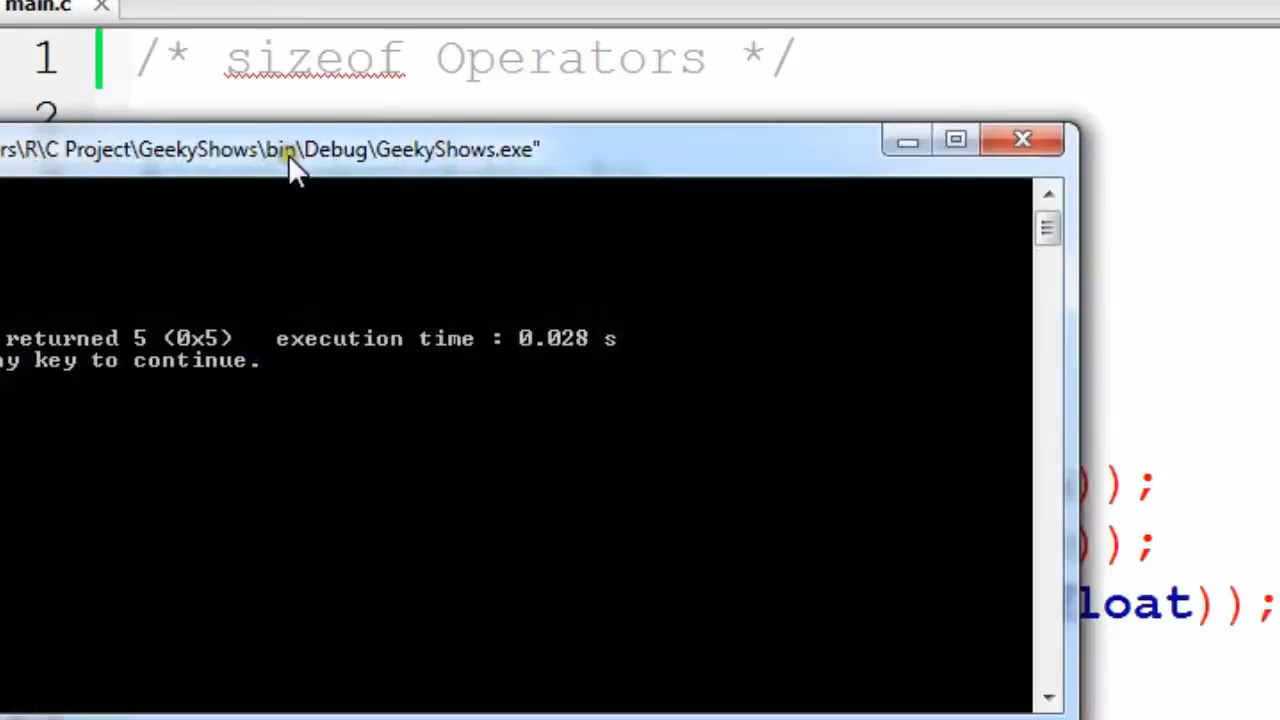 main.c
1 /* sizeof Operators */
2
rs\R\C Project\GeekyShows\bin\Debug\GeekyShows.exe"
returned 5 (0x5) execution time : 0.028 s
ny key to continue.
));
));
loat));